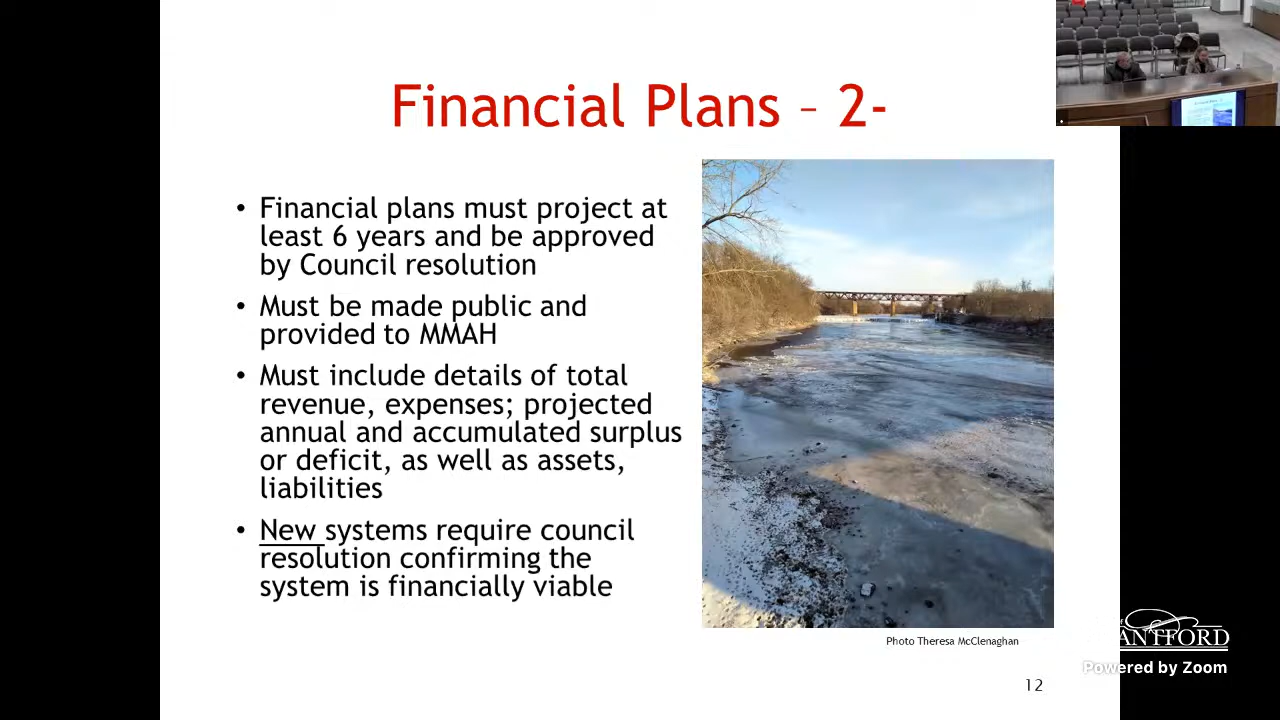 Financial Plans – 2-
• Financial plans must project at
least 6 years and be approved
by Council resolution
• Must be made public and
provided to MMAH
• Must include details of total
revenue, expenses; projected
annual and accumulated surplus
or deficit, as well as assets,
liabilities
• New systems require council
resolution confirming the
system is financially viable
Photo Theresa McClenaghan
12
ANTFORD
Powered by Zoom